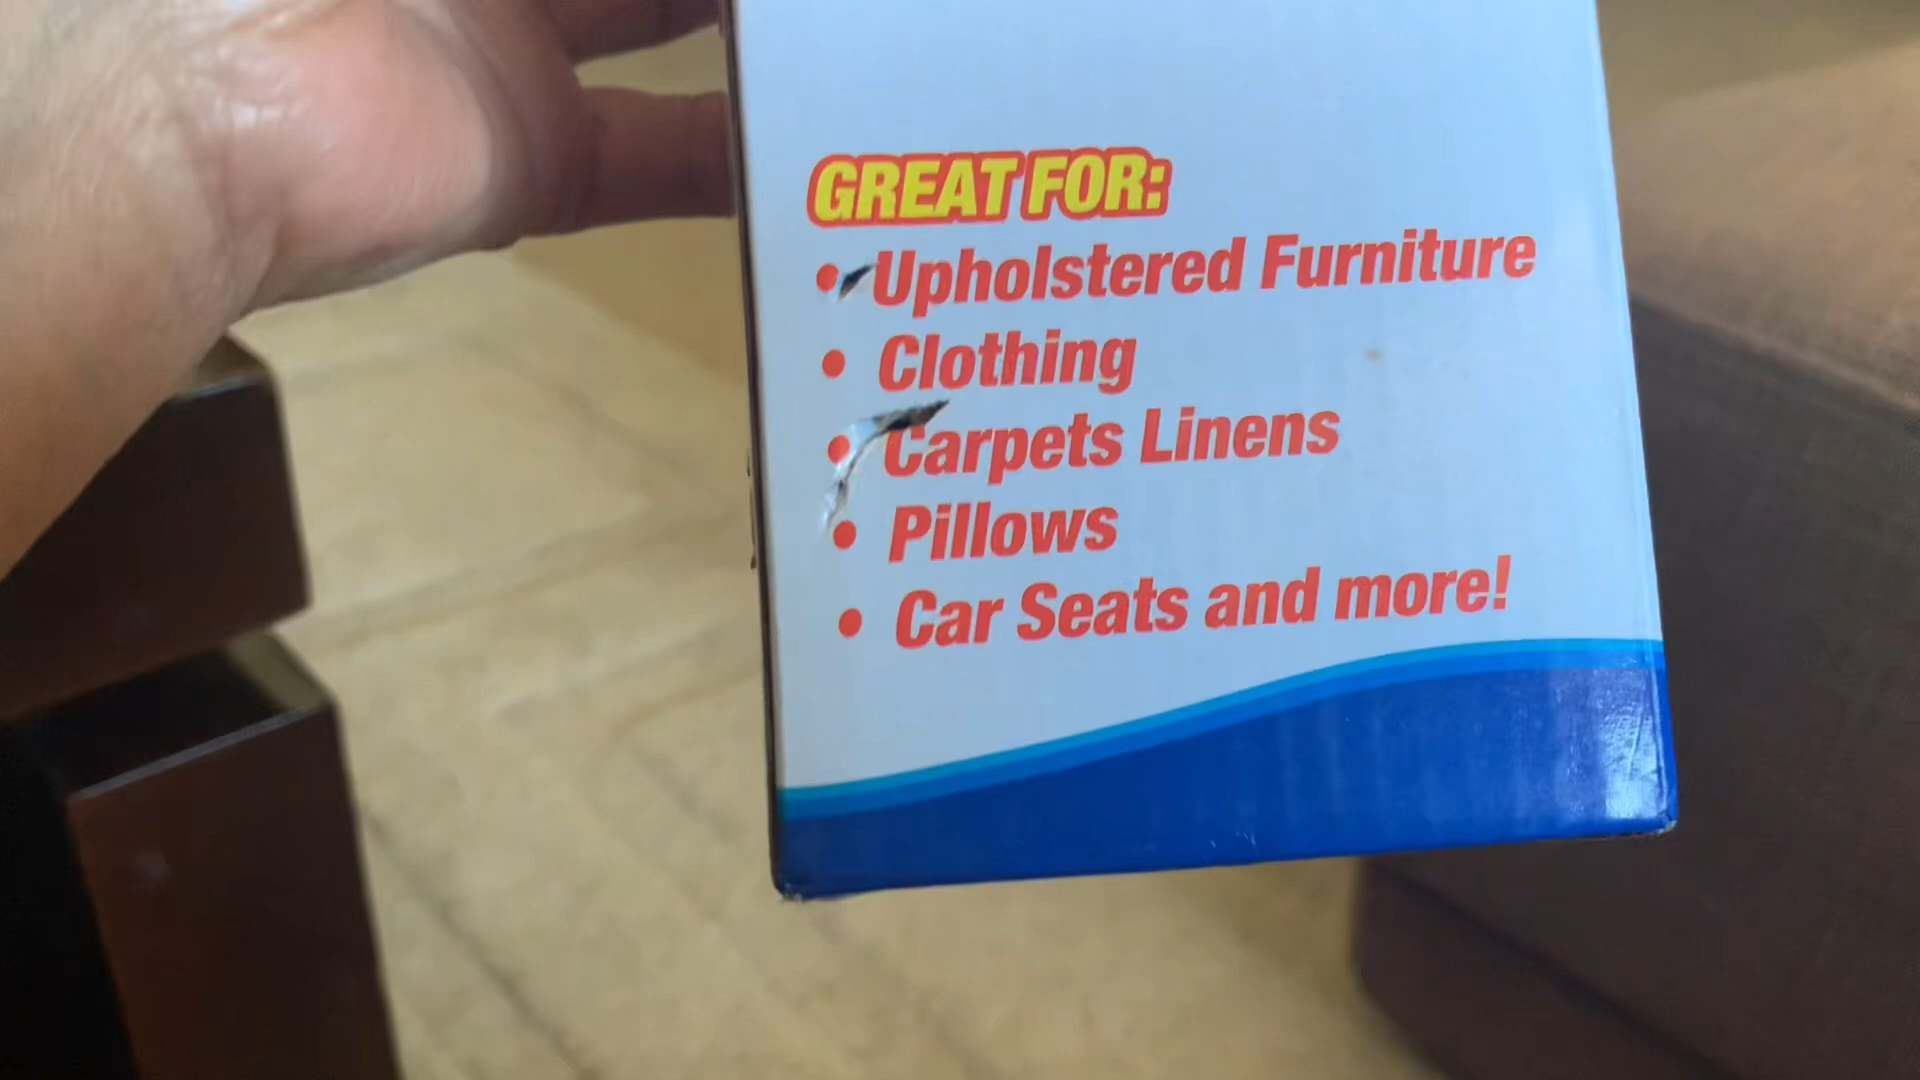 GREAT FOR:
• Upholstered Furniture
• Clothing
• Carpets Linens
• Pillows
• Car Seats and more!